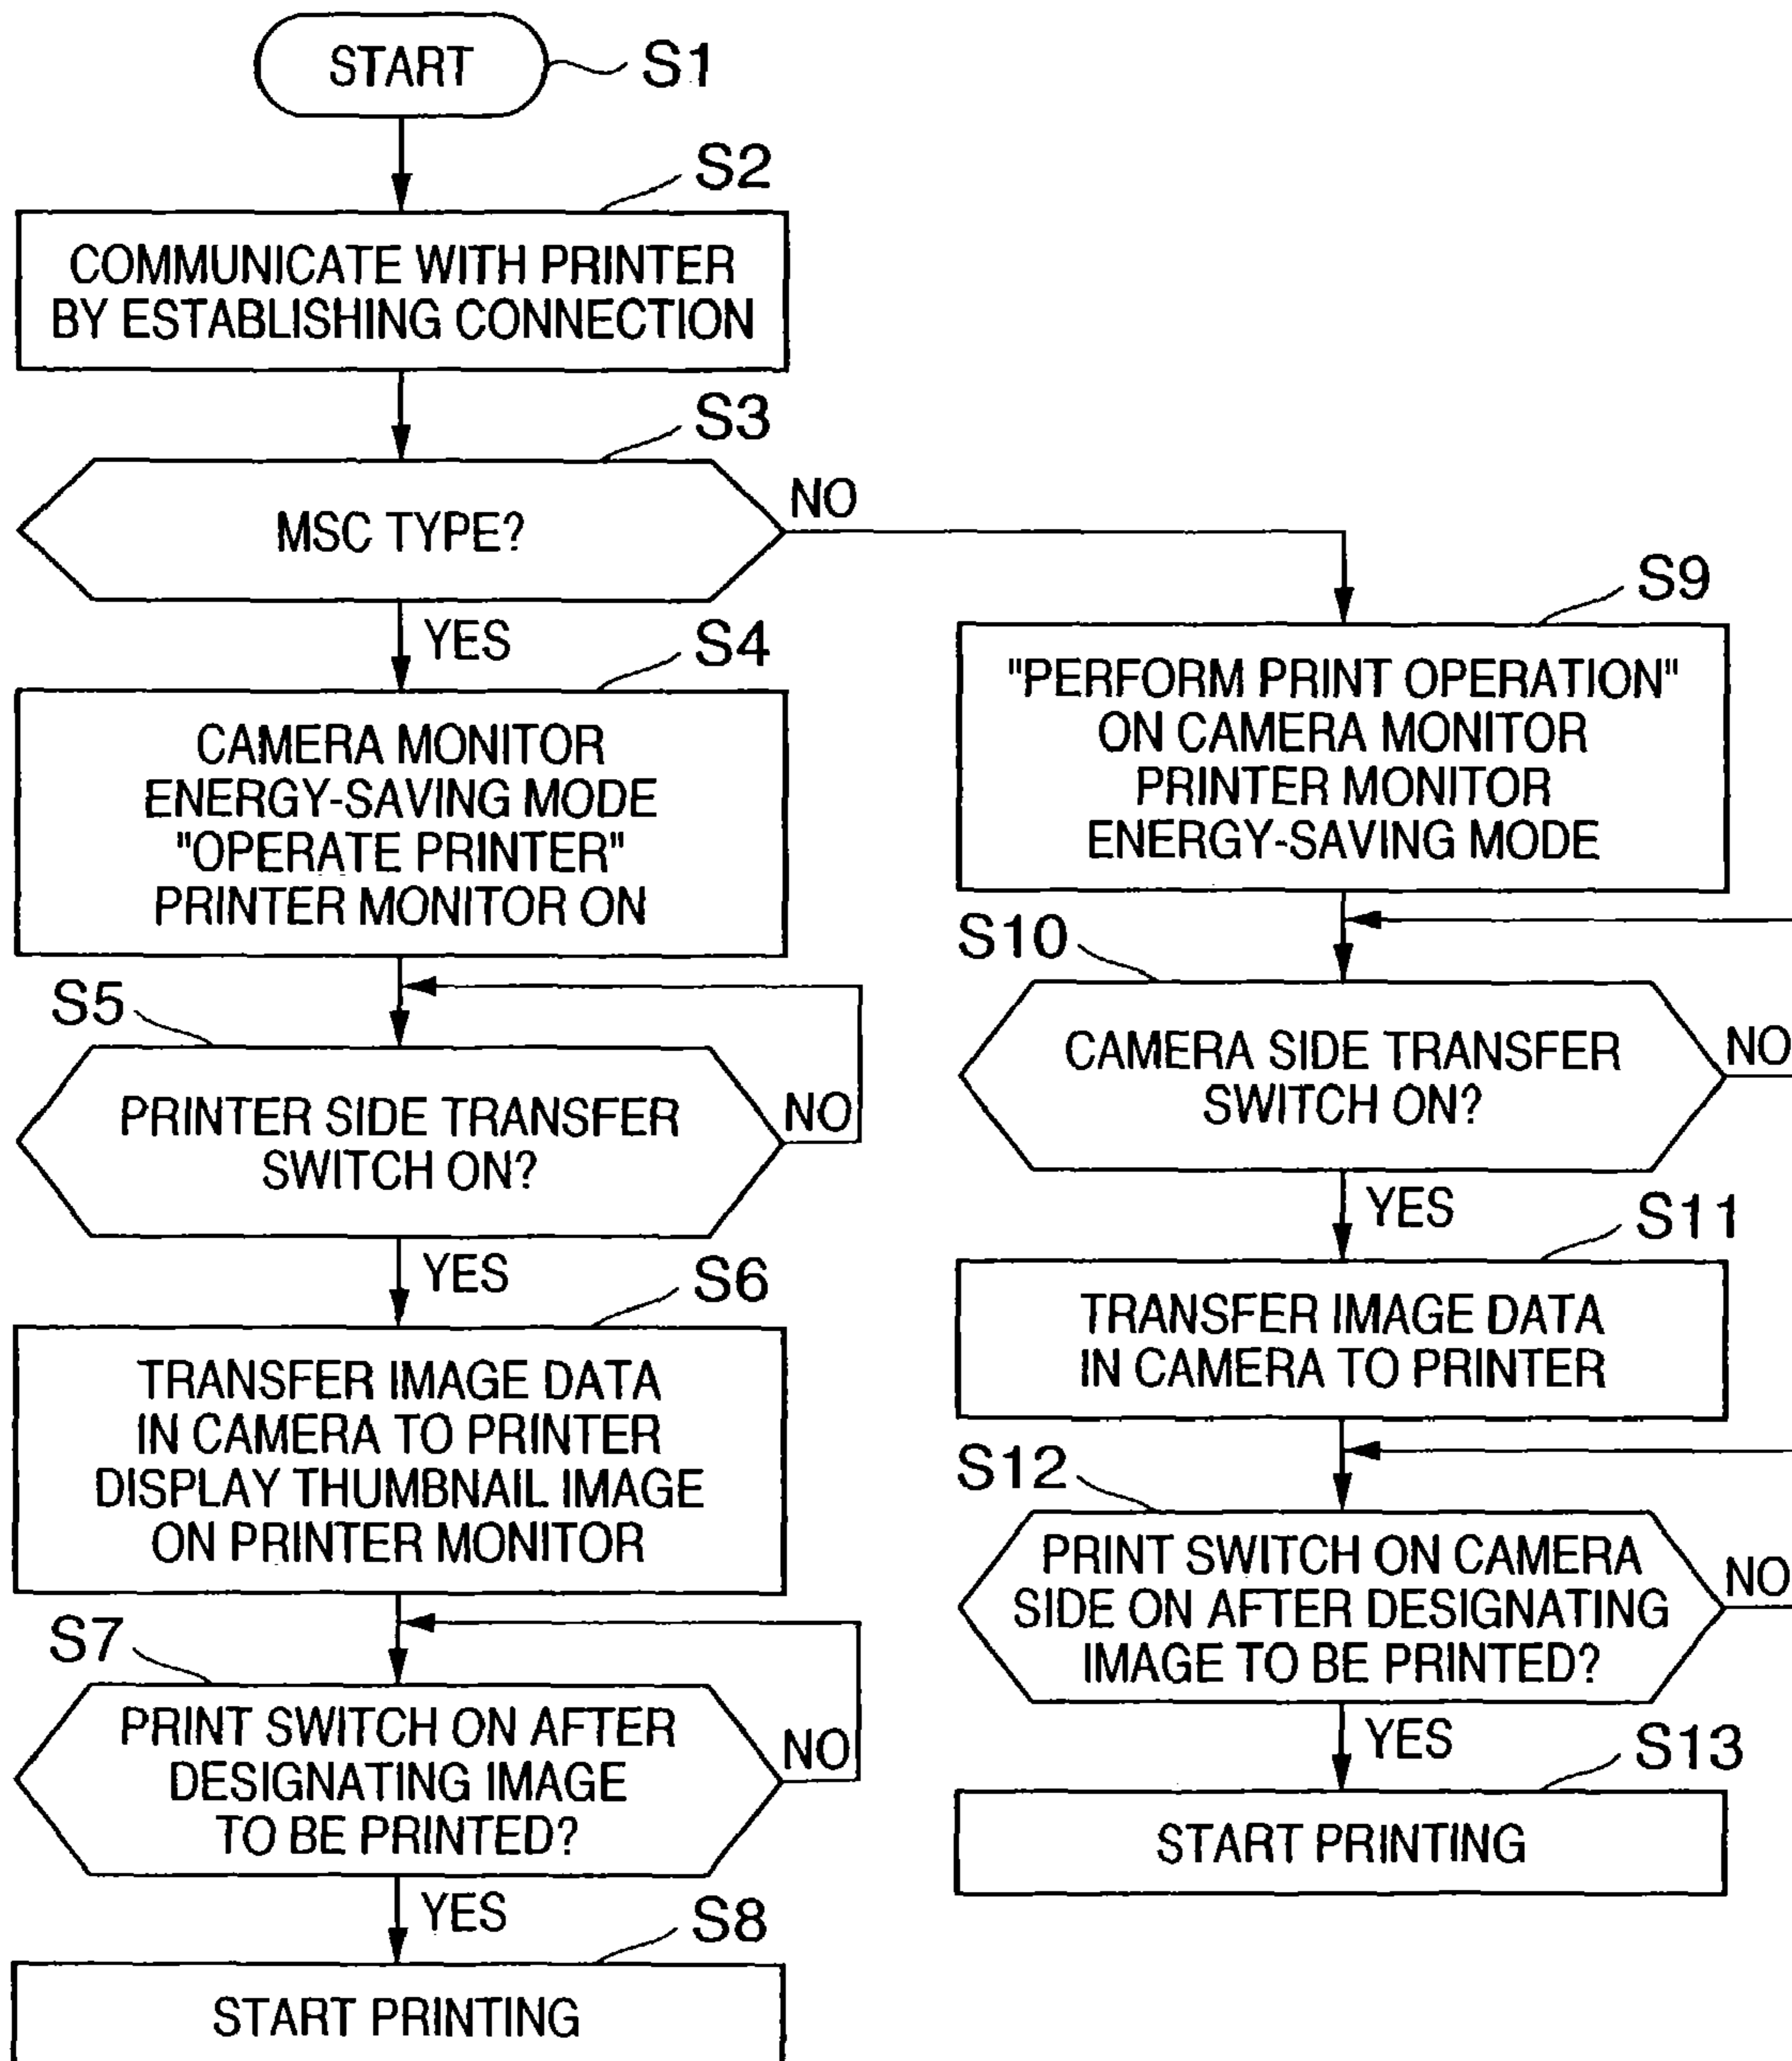 START
S1
S2
COMMUNICATE WITH PRINTER
BY ESTABLISHING CONNECTION
S3
MSC TYPE?
NO
YES
S4
CAMERA MONITOR
ENERGY-SAVING MODE
"OPERATE PRINTER"
PRINTER MONITOR ON
S5
PRINTER SIDE TRANSFER
SWITCH ON?
NO
YES
S6
TRANSFER IMAGE DATA
IN CAMERA TO PRINTER
DISPLAY THUMBNAIL IMAGE
ON PRINTER MONITOR
S7
PRINT SWITCH ON AFTER
DESIGNATING IMAGE
TO BE PRINTED?
NO
YES
S8
START PRINTING
S9
"PERFORM PRINT OPERATION"
ON CAMERA MONITOR
PRINTER MONITOR
ENERGY-SAVING MODE
S10
CAMERA SIDE TRANSFER
SWITCH ON?
NO
YES
S11
TRANSFER IMAGE DATA
IN CAMERA TO PRINTER
S12
PRINT SWITCH ON CAMERA
SIDE ON AFTER DESIGNATING
IMAGE TO BE PRINTED?
NO
YES
S13
START PRINTING